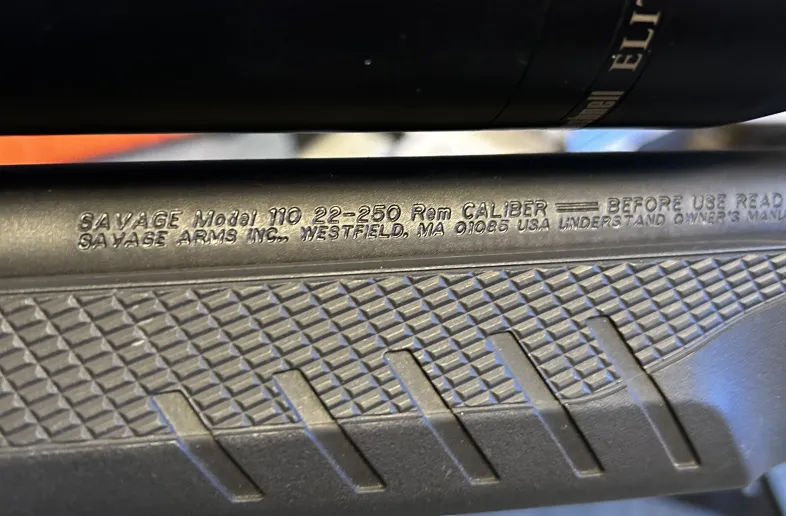 ELIT
SAVAGE Model 110 22-250 Rem CALIBER ══ BEFORE USE READ
SAVAGE ARMS INC., WESTFIELD, MA 01085 USA UNDERSTAND OWNER'S MANU